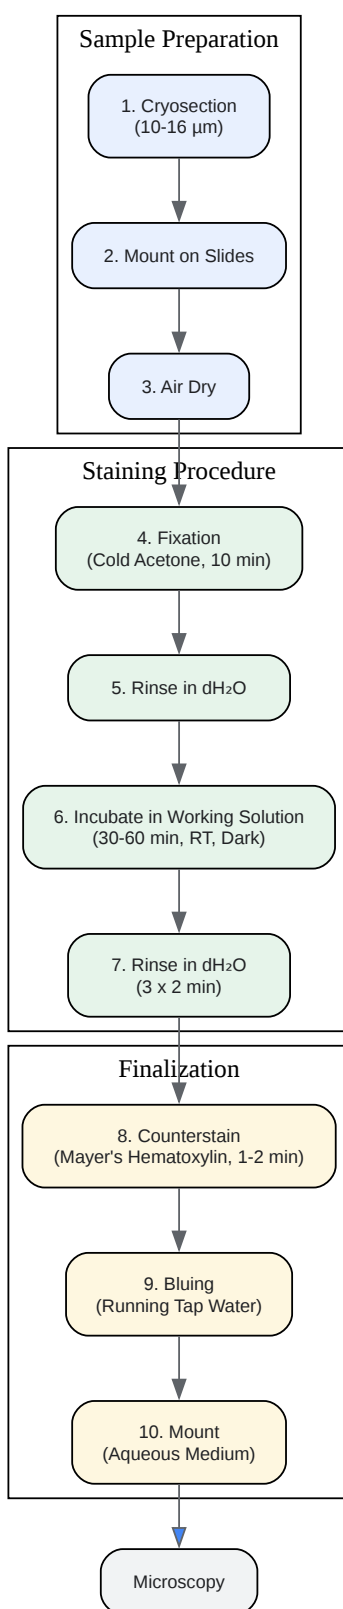 Sample Preparation
1. Cryosection
(10-16 µm)
2. Mount on Slides
3. Air Dry
Staining Procedure
4. Fixation
(Cold Acetone, 10 min)
5. Rinse in dH₂O
6. Incubate in Working Solution
(30-60 min, RT, Dark)
7. Rinse in dH₂O
(3 x 2 min)
Finalization
8. Counterstain
(Mayer's Hematoxylin, 1-2 min)
9. Bluing
(Running Tap Water)
10. Mount
(Aqueous Medium)
Microscopy